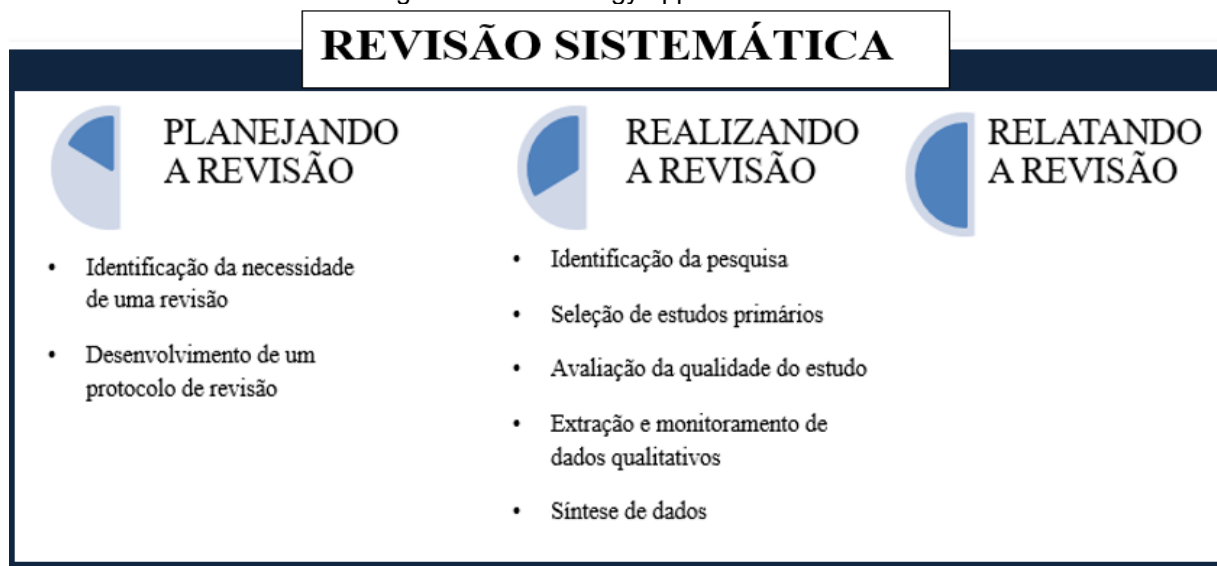 REVISÃO SISTEMÁTICA
PLANEJANDO
A REVISÃO
• Identificação da necessidade
de uma revisão
• Desenvolvimento de um
protocolo de revisão
REALIZANDO
A REVISÃO
• Identificação da pesquisa
• Seleção de estudos primários
• Avaliação da qualidade do estudo
• Extração e monitoramento de
dados qualitativos
• Síntese de dados
RELATANDO
A REVISÃO